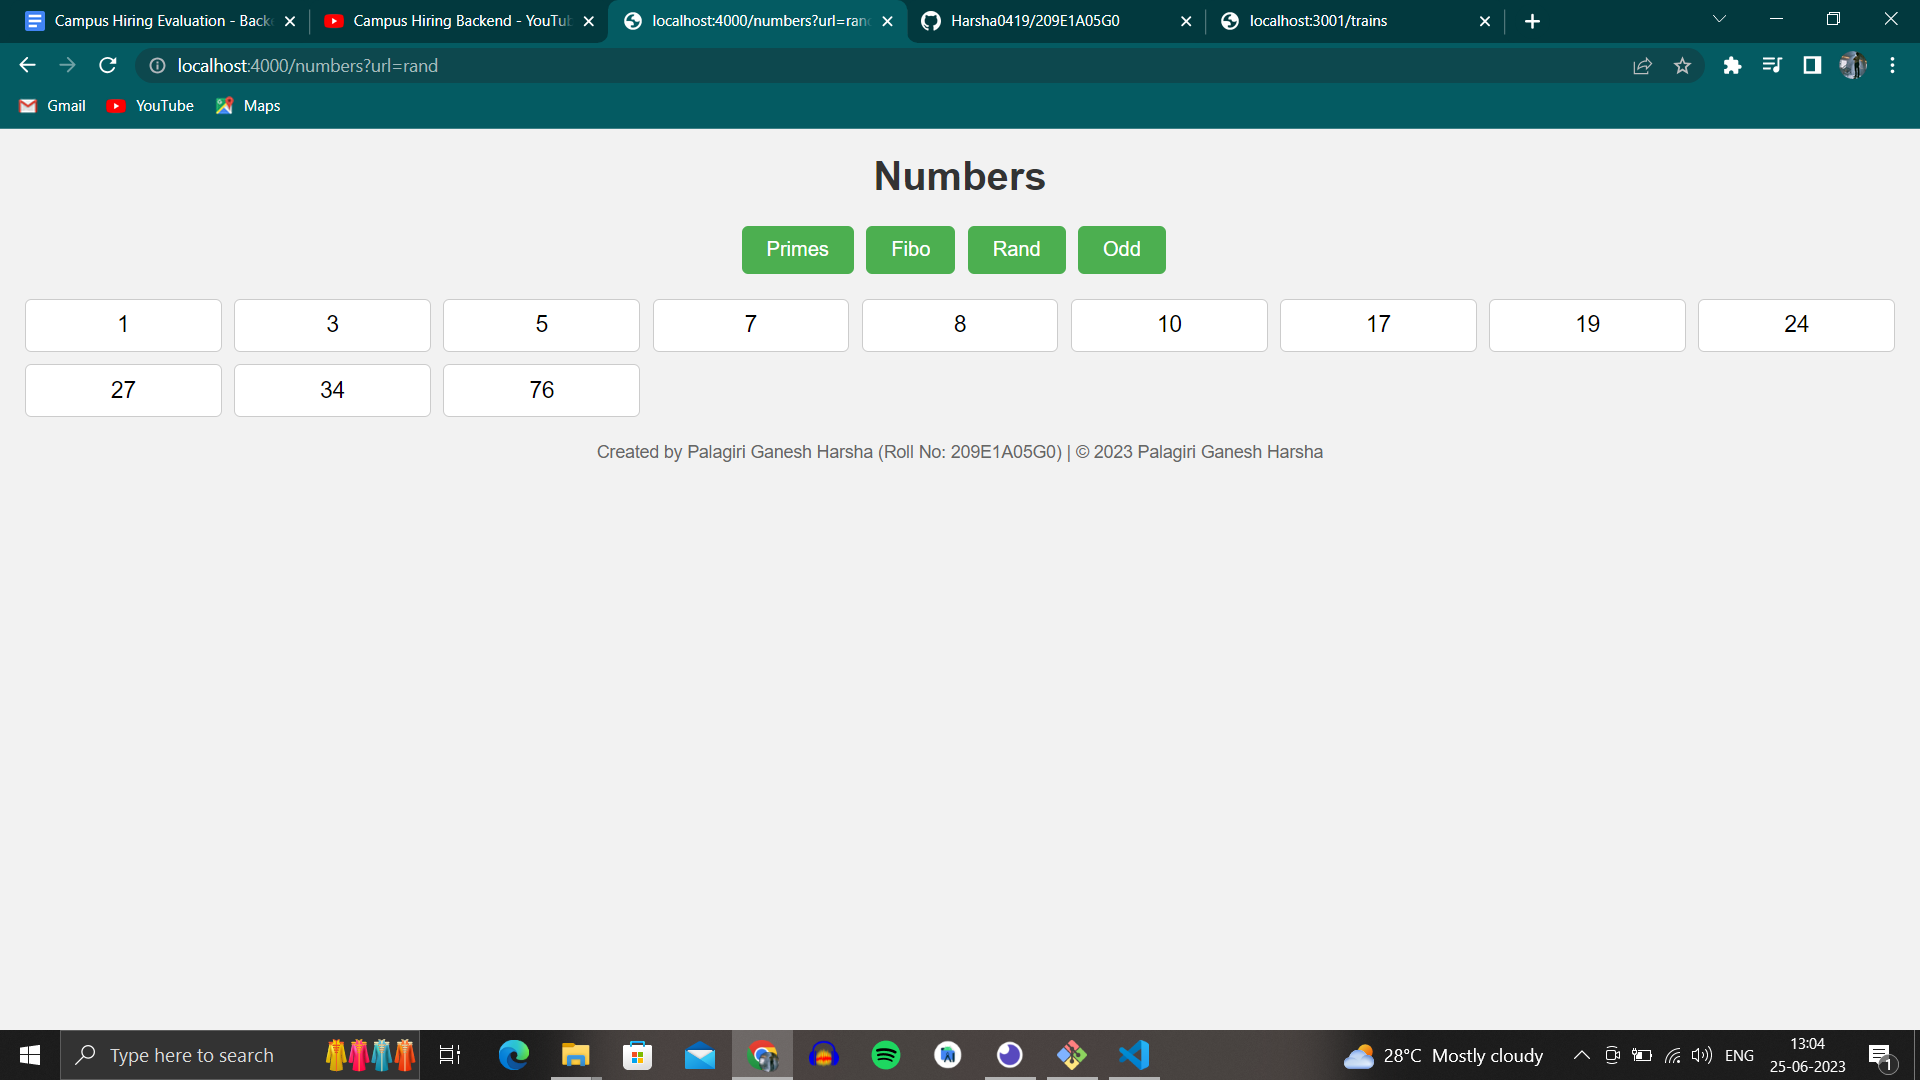 Campus Hiring Evaluation - Back
Campus Hiring Backend - YouTu
localhost:4000/numbers?url=ran
Harsha0419/209E1A05G0
localhost:3001/trains
localhost:4000/numbers?url=rand
Gmail
YouTube
Maps
Numbers
Primes Fibo Rand Odd
1 3 5 7 8 10 17 19 24
27 34 76
Created by Palagiri Ganesh Harsha (Roll No: 209E1A05G0) | © 2023 Palagiri Ganesh Harsha
Type here to search
28°C Mostly cloudy
ENG
13:04
25-06-2023
1